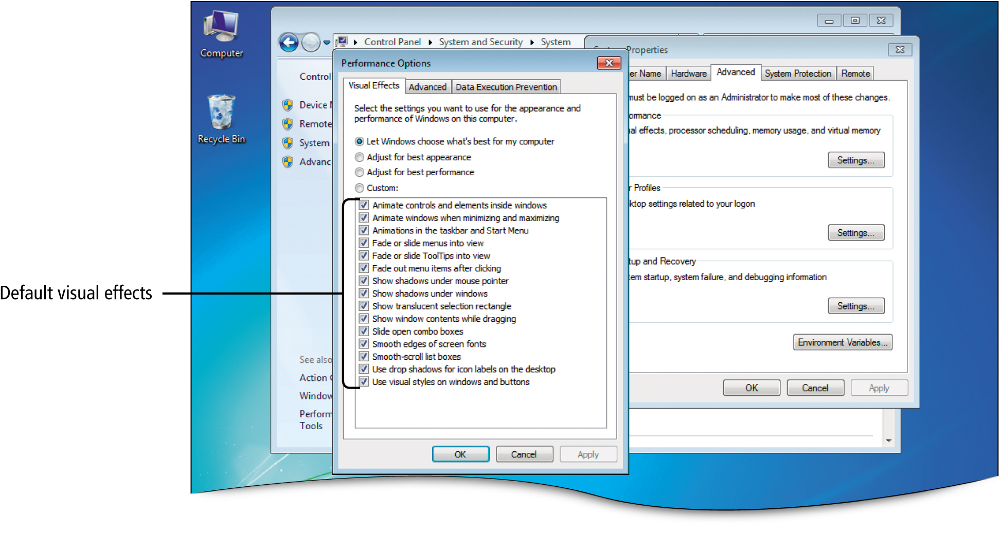 Computer
Recycle Bin
Control Panel
System and Security
System
Control
Device
Remote
System
Advanc
See also
Action
Window
Perform
Tools
Properties
er Name
Hardware
Advanced
System Protection
Remote
must be logged on as an Administrator to make most of these changes.
ormance
al effects, processor scheduling, memory usage, and virtual memory
Settings...
r Profiles
ktop settings related to your logon
Settings...
tup and Recovery
tem startup, system failure, and debugging information
Settings...
Environment Variables...
OK
Cancel
Apply
Performance Options
Visual Effects
Advanced
Data Execution Prevention
Select the settings you want to use for the appearance and
performance of Windows on this computer.
Let Windows choose what's best for my computer
Adjust for best appearance
Adjust for best performance
Custom:
Animate controls and elements inside windows
Animate windows when minimizing and maximizing
Animations in the taskbar and Start Menu
Fade or slide menus into view
Fade or slide ToolTips into view
Fade out menu items after clicking
Show shadows under mouse pointer
Show shadows under windows
Show translucent selection rectangle
Show window contents while dragging
Slide open combo boxes
Smooth edges of screen fonts
Smooth-scroll list boxes
Use drop shadows for icon labels on the desktop
Use visual styles on windows and buttons
OK
Cancel
Apply
Default visual effects